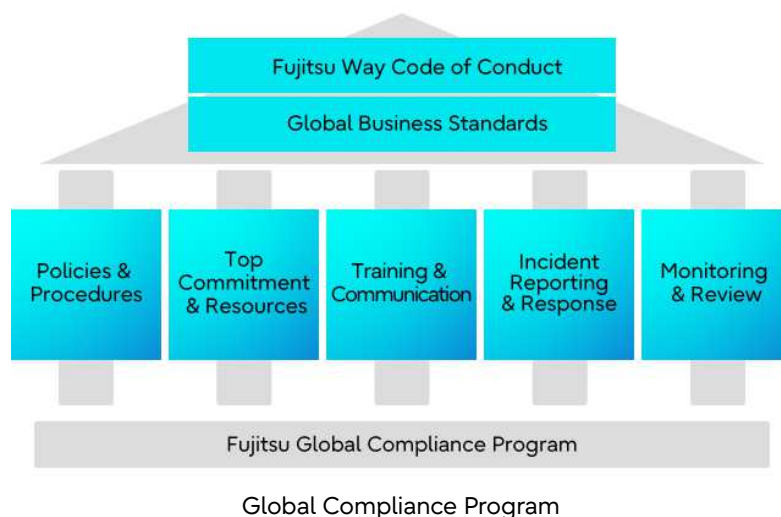 Fujitsu Way Code of Conduct
Global Business Standards
Policies &
Procedures
Top
Commitment
& Resources
Training &
Communication
Incident
Reporting
& Response
Monitoring
& Review
Fujitsu Global Compliance Program
Global Compliance Program